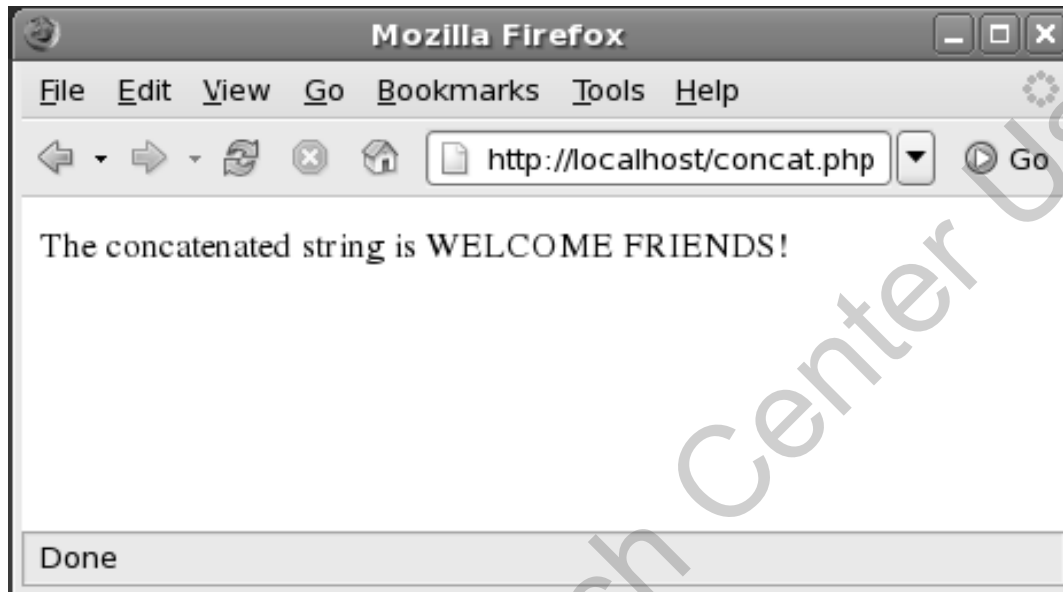 Mozilla Firefox
File Edit View Go Bookmarks Tools Help
http://localhost/concat.php Go
The concatenated string is WELCOME FRIENDS!
Done
Center